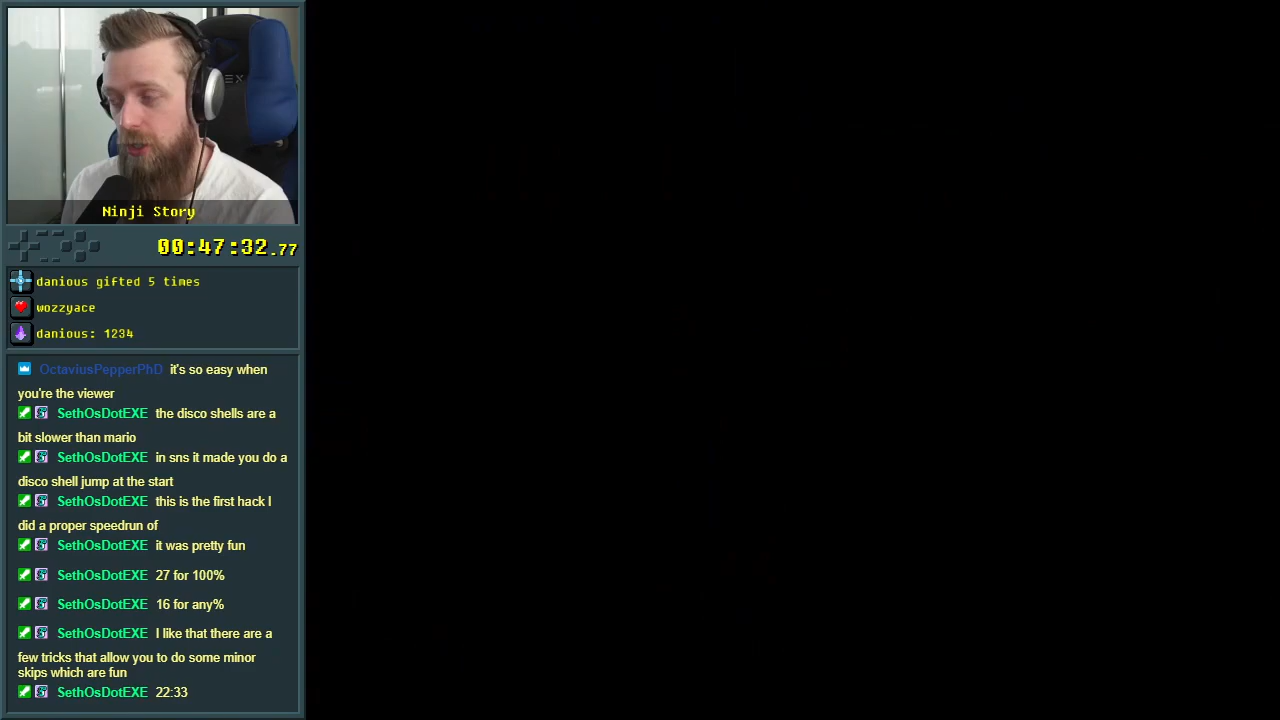 Ninji Story
00:47:32.77
danious gifted 5 times
wozzyace
danious: 1234
OctaviusPepperPhD it's so easy when
you're the viewer
SethOsDotEXE the disco shells are a
bit slower than mario
SethOsDotEXE in sns it made you do a
disco shell jump at the start
SethOsDotEXE this is the first hack I
did a proper speedrun of
SethOsDotEXE it was pretty fun
SethOsDotEXE 27 for 100%
SethOsDotEXE 16 for any%
SethOsDotEXE I like that there are a
few tricks that allow you to do some minor
skips which are fun
SethOsDotEXE 22:33